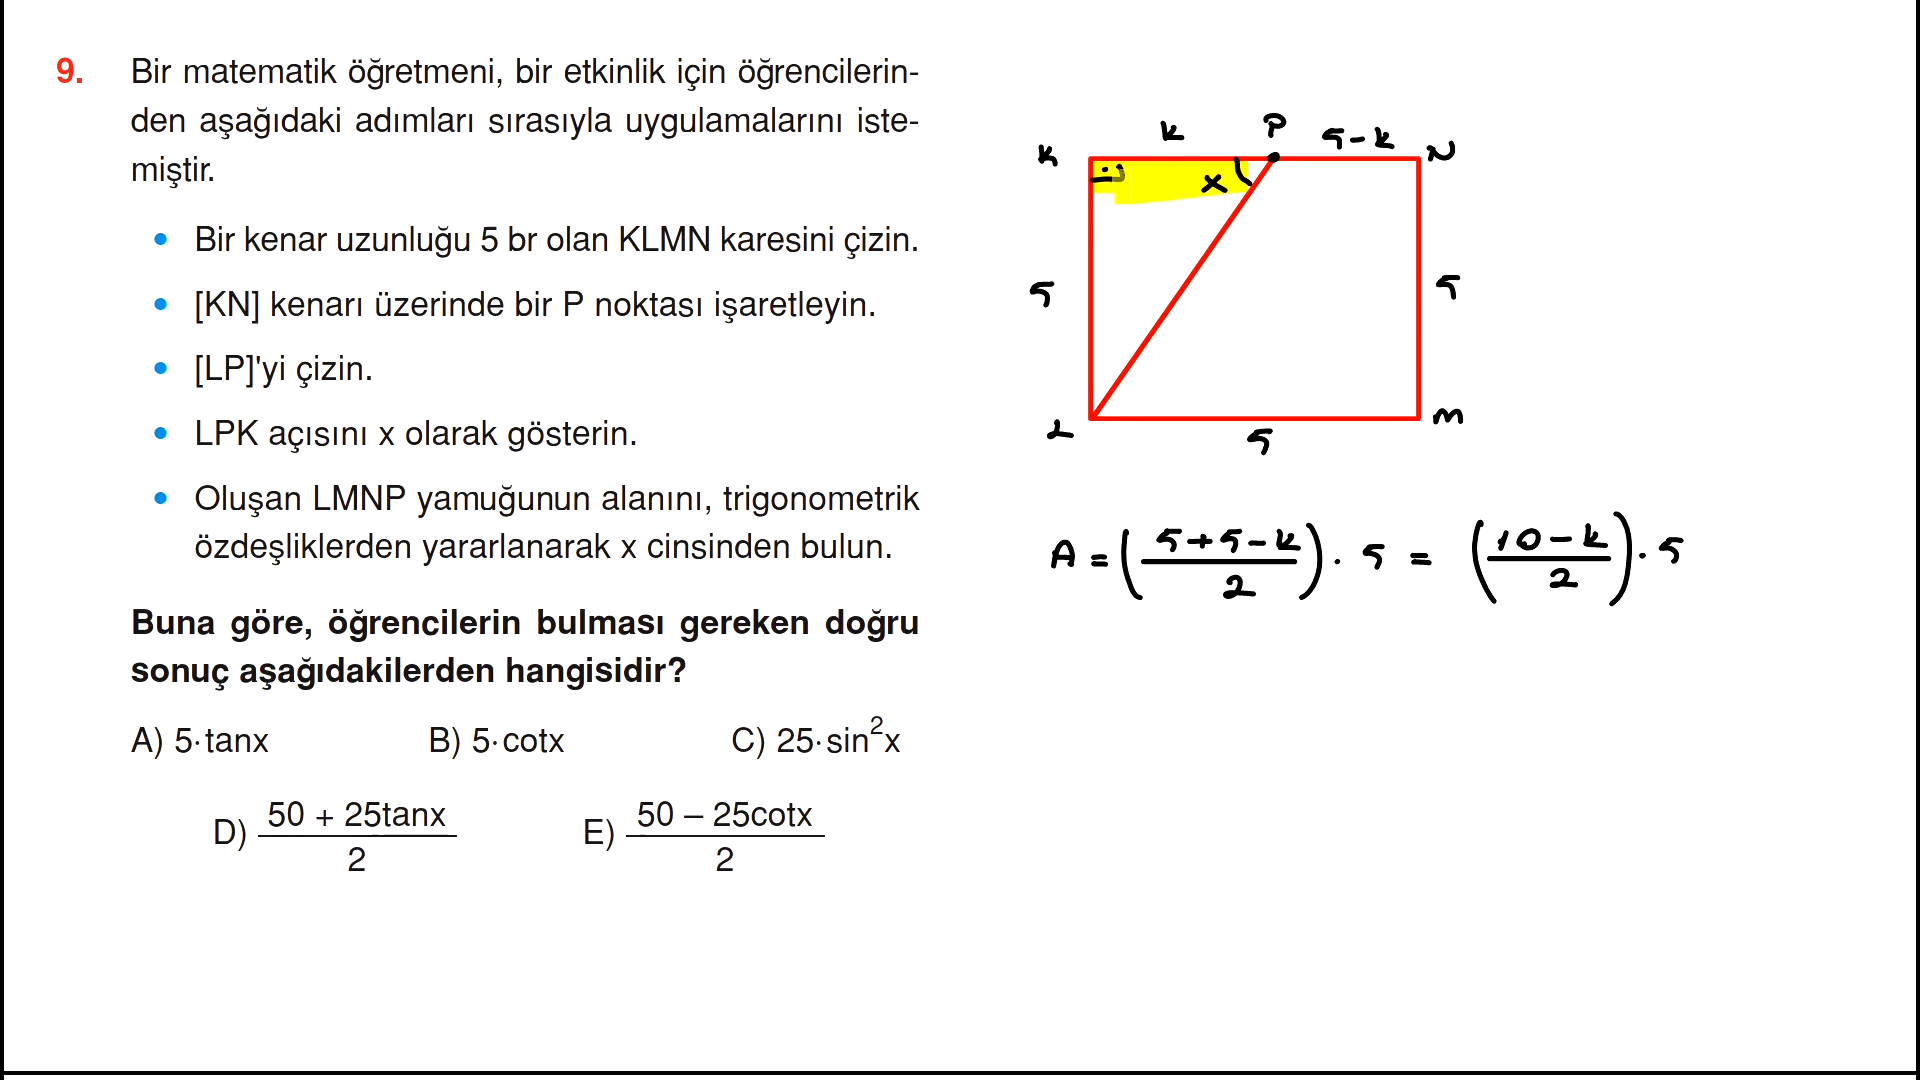 9. Bir matematik öğretmeni, bir etkinlik için öğrencilerin-
den aşağıdaki adımları sırasıyla uygulamalarını iste-
miştir.
• Bir kenar uzunluğu 5 br olan KLMN karesini çizin.
• [KN] kenarı üzerinde bir P noktası işaretleyin.
• [LP]'yi çizin.
• LPK açısını x olarak gösterin.
• Oluşan LMNP yamuğunun alanını, trigonometrik
özdeşliklerden yararlanarak x cinsinden bulun.
Buna göre, öğrencilerin bulması gereken doğru
sonuç aşağıdakilerden hangisidir?
A) 5·tanx B) 5·cotx C) 25·sin²x
D) (50 + 25tanx)/2 E) (50 – 25cotx)/2
K k P 5-k N
x
5 5
L 5 M
A = ((5+5-k)/2) · 5 = ((10-k)/2) · 5